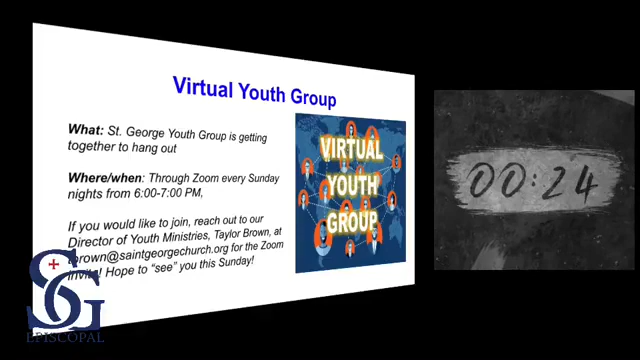 Virtual Youth Group
What: St. George Youth Group is getting
together to hang out
Where/when: Through Zoom every Sunday
nights from 6:00-7:00 PM,
If you would like to join, reach out to our
Director of Youth Ministries, Taylor Brown, at
tbrown@saintgeorgechurch.org for the Zoom
invite! Hope to “see” you this Sunday!
VIRTUAL
YOUTH
GROUP
00:24
SG
EPISCOPAL